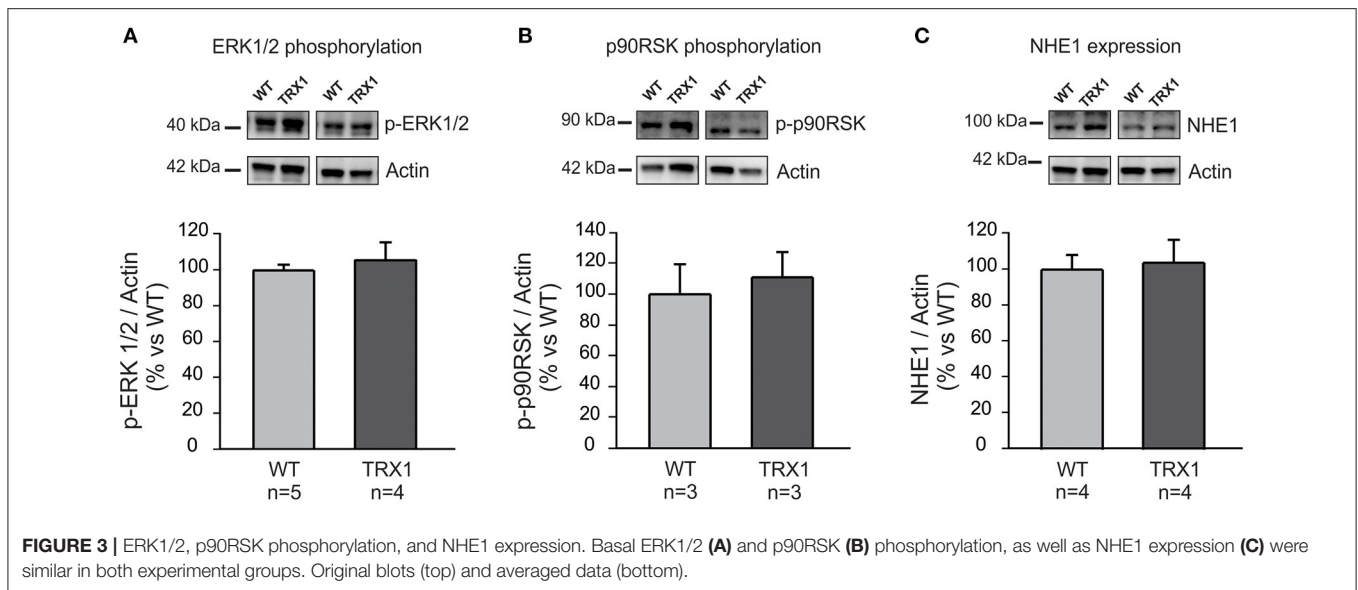 A
ERK1/2 phosphorylation
WT TRX1 WT TRX1
40 kDa p-ERK1/2
42 kDa Actin
p-ERK 1/2 / Actin
(% vs WT)
120
100
80
60
40
20
0
WT TRX1
n=5 n=4
B
p90RSK phosphorylation
WT TRX1 WT TRX1
90 kDa p-p90RSK
42 kDa Actin
p-p90RSK / Actin
(% vs WT)
140
120
100
80
60
40
20
0
WT TRX1
n=3 n=3
C
NHE1 expression
WT TRX1 WT TRX1
100 kDa NHE1
42 kDa Actin
NHE1 / Actin
(% vs WT)
120
100
80
60
40
20
0
WT TRX1
n=4 n=4
FIGURE 3 | ERK1/2, p90RSK phosphorylation, and NHE1 expression. Basal ERK1/2 (A) and p90RSK (B) phosphorylation, as well as NHE1 expression (C) were
similar in both experimental groups. Original blots (top) and averaged data (bottom).